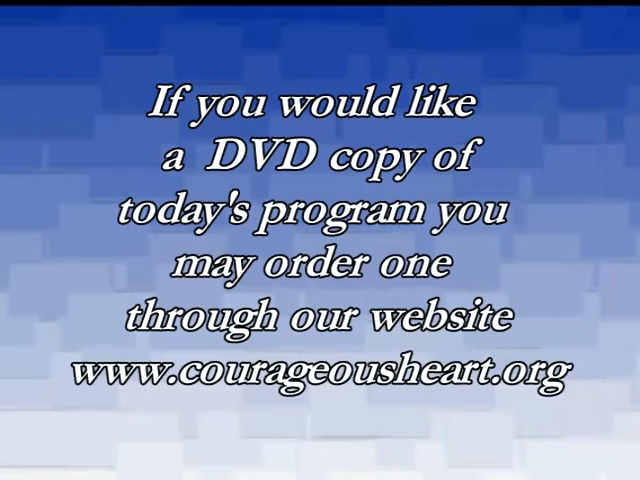 If you would like
a DVD copy of
today's program you
may order one
through our website
www.courageousheart.org